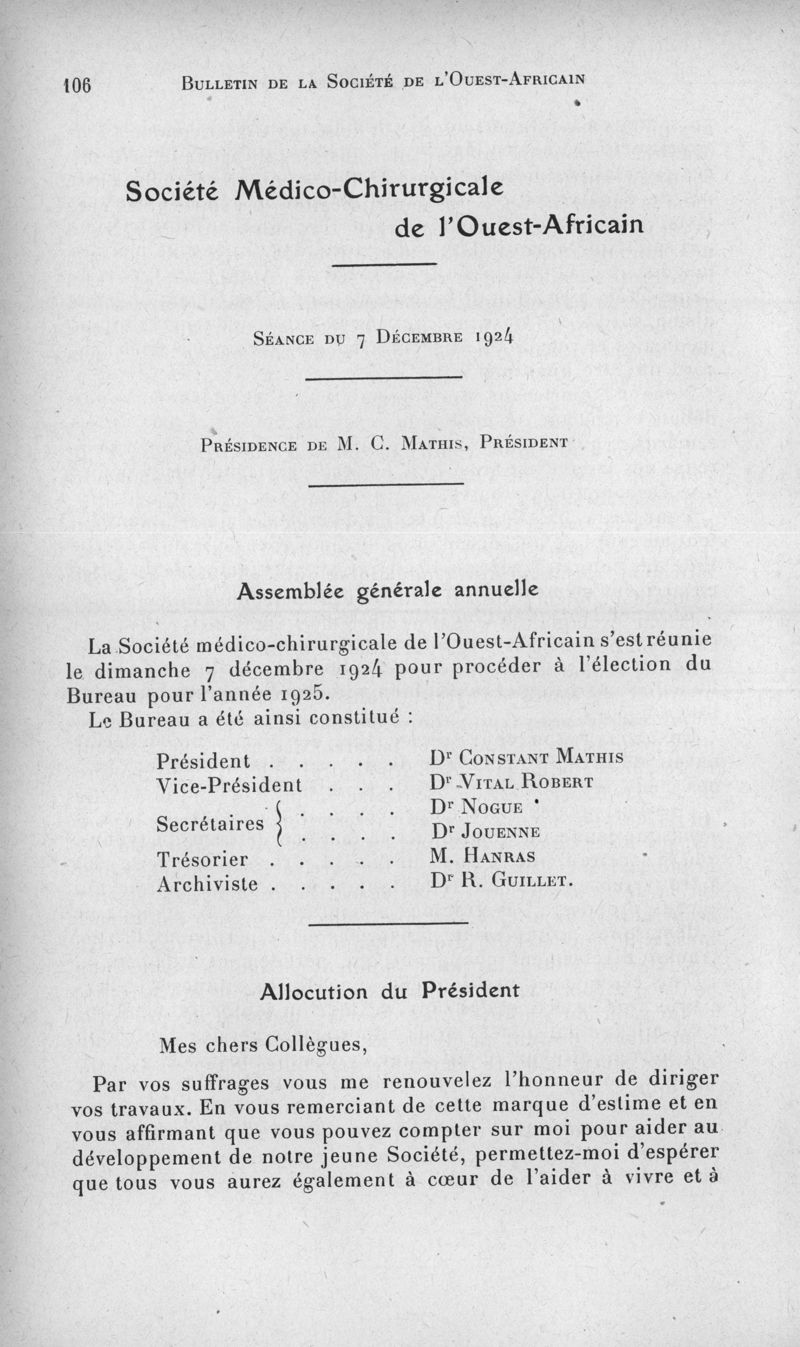 106 BULLETIN DE LA SOCIÉTÉ DE L'OUEST-AFRICAIN
Société Médico-Chirurgicale
de l'Ouest-Africain
SÉANCE DU 7 DÉCEMBRE 1924
PRÉSIDENCE DE M. C. MATHIS, PRÉSIDENT
Assemblée générale annuelle
La Société médico-chirurgicale de l'Ouest-Africain s'est réunie
le dimanche 7 décembre 1924 pour procéder à l'élection du
Bureau pour l'année 1925.
Le Bureau a été ainsi constitué :
Président . . . . . Dr CONSTANT MATHIS
Vice-Président . . . Dr VITAL ROBERT
Secrétaires { . . . . Dr NOGUE
. . . . Dr JOUENNE
Trésorier . . . . . M. HANRAS
Archiviste . . . . . Dr R. GUILLET.
Allocution du Président
Mes chers Collègues,
Par vos suffrages vous me renouvelez l'honneur de diriger
vos travaux. En vous remerciant de cette marque d'estime et en
vous affirmant que vous pouvez compter sur moi pour aider au
développement de notre jeune Société, permettez-moi d'espérer
que tous vous aurez également à cœur de l'aider à vivre et à